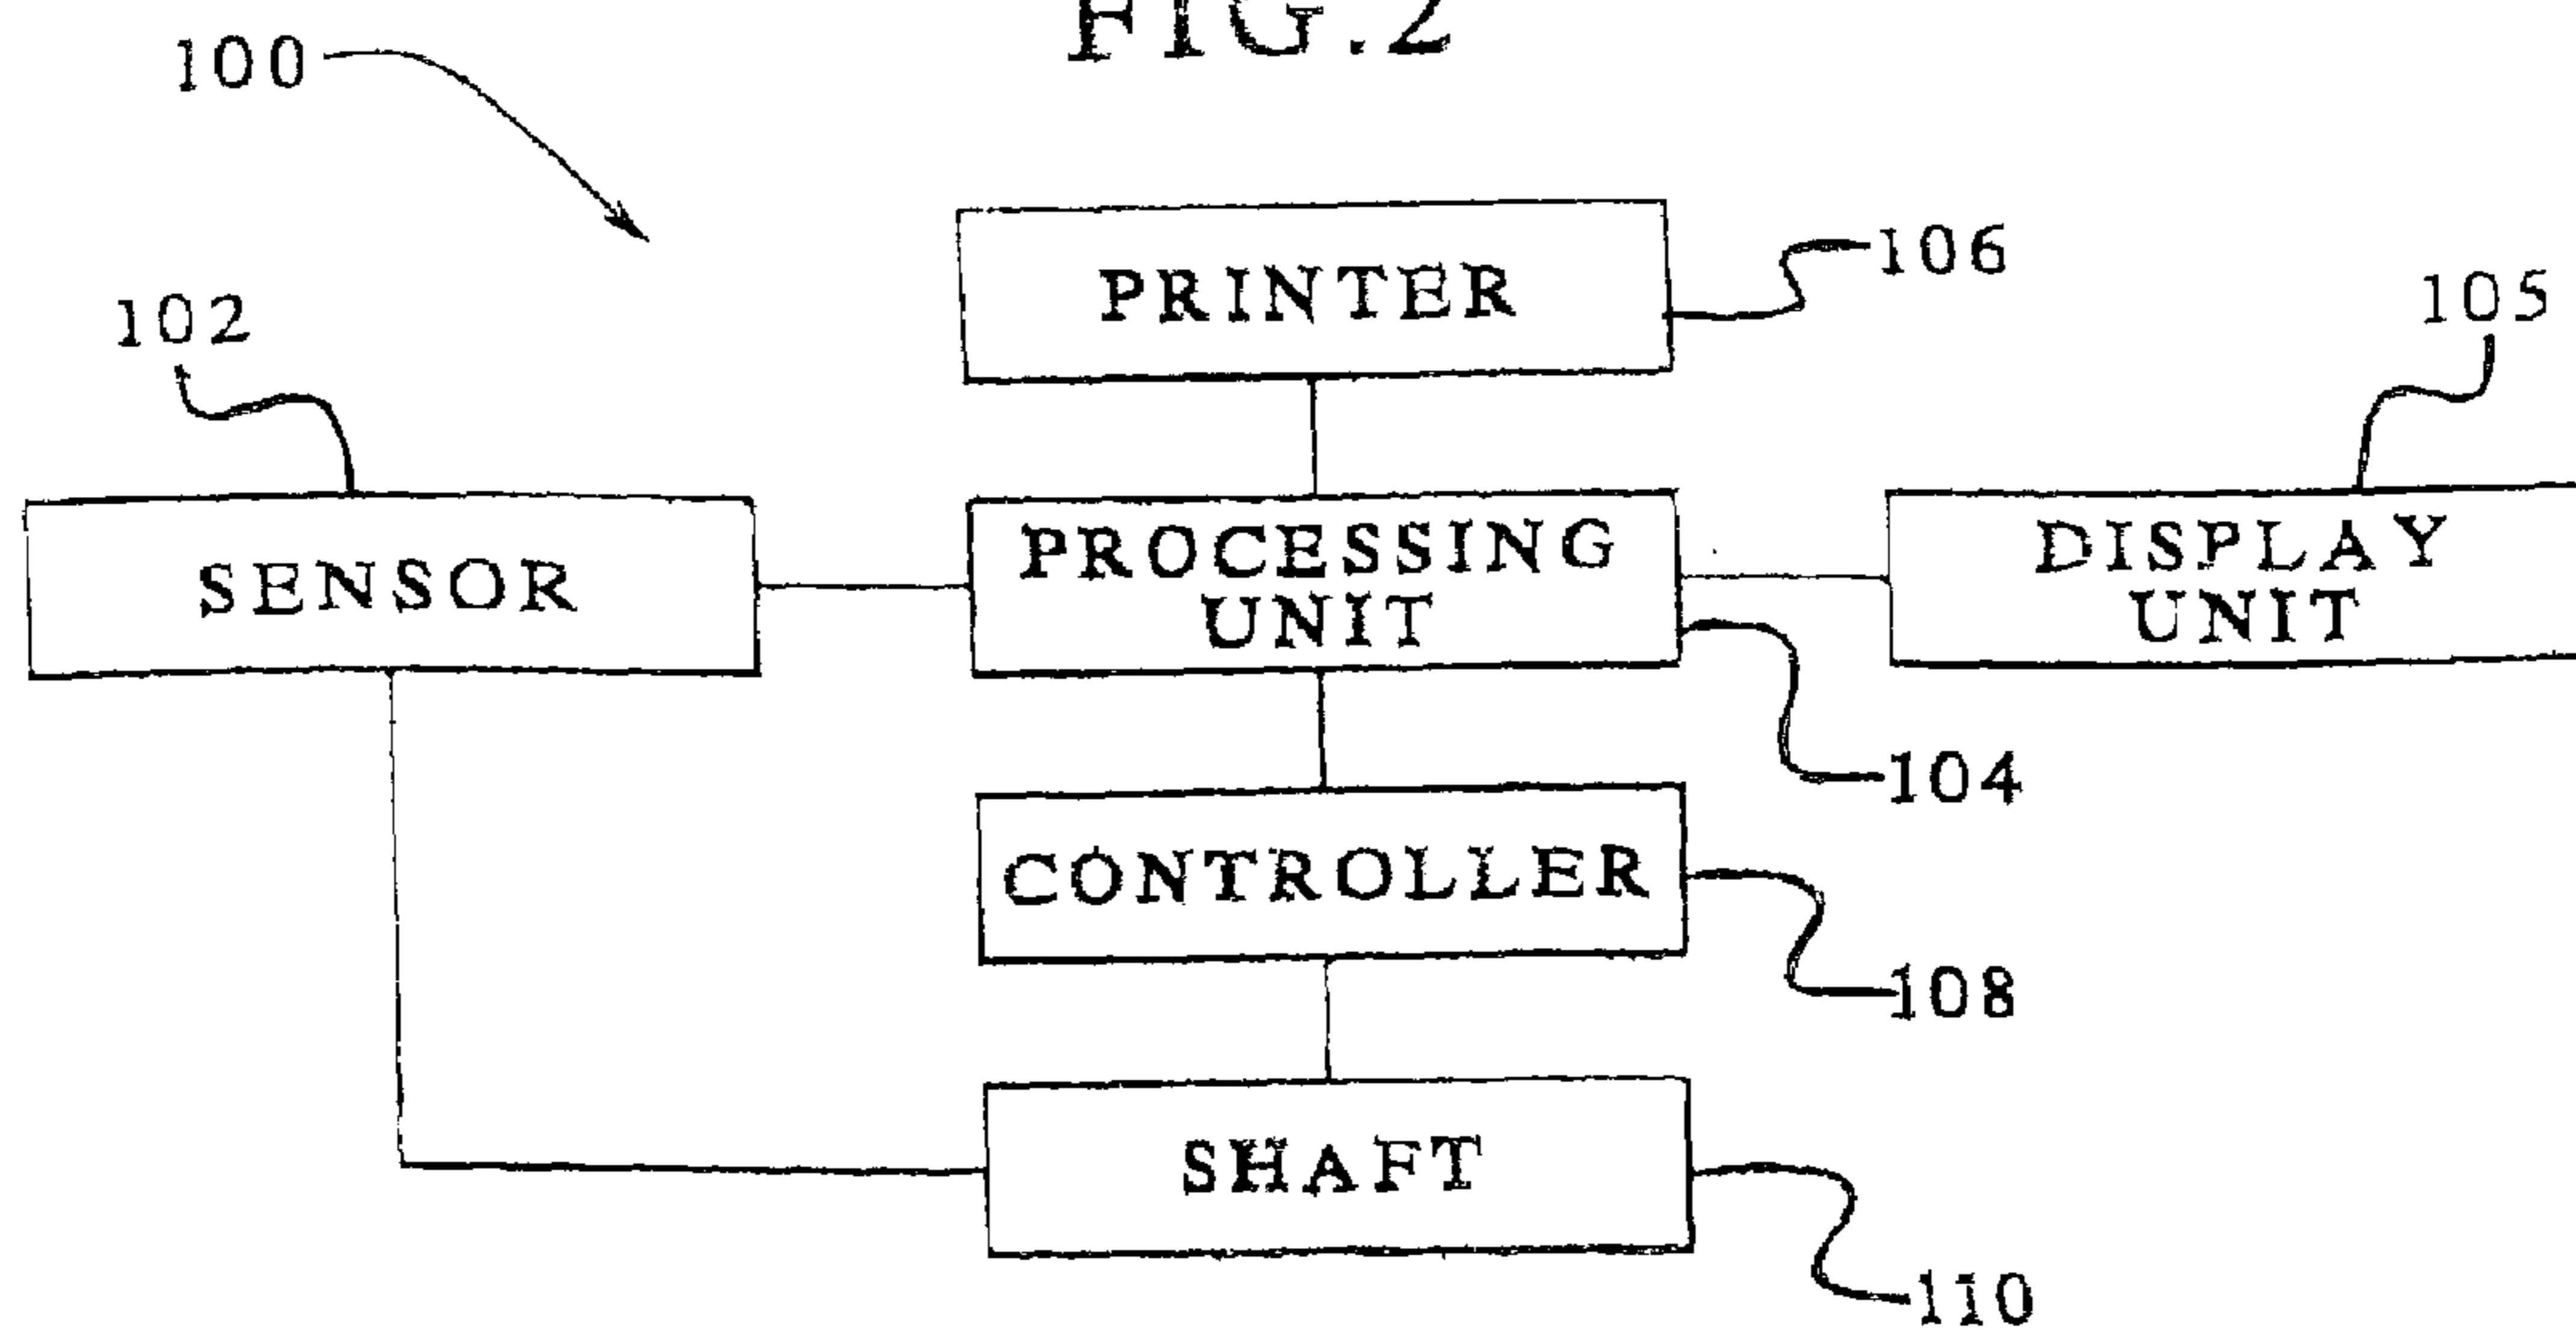 FIG.2
100
PRINTER
106
102
105
SENSOR
PROCESSING
UNIT
DISPLAY
UNIT
104
CONTROLLER
108
SHAFT
110